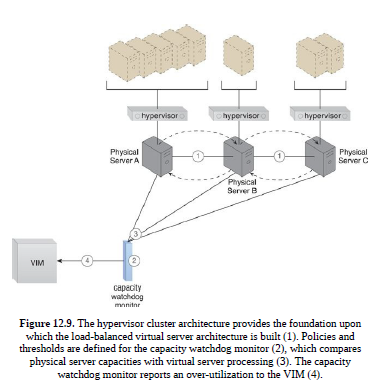 hypervisor
hypervisor
hypervisor
Physical
Server A
1
1
Physical
Server C
Physical
Server B
3
VIM
4
2
capacity
watchdog
monitor
Figure 12.9. The hypervisor cluster architecture provides the foundation upon
which the load-balanced virtual server architecture is built (1). Policies and
thresholds are defined for the capacity watchdog monitor (2), which compares
physical server capacities with virtual server processing (3). The capacity
watchdog monitor reports an over-utilization to the VIM (4).